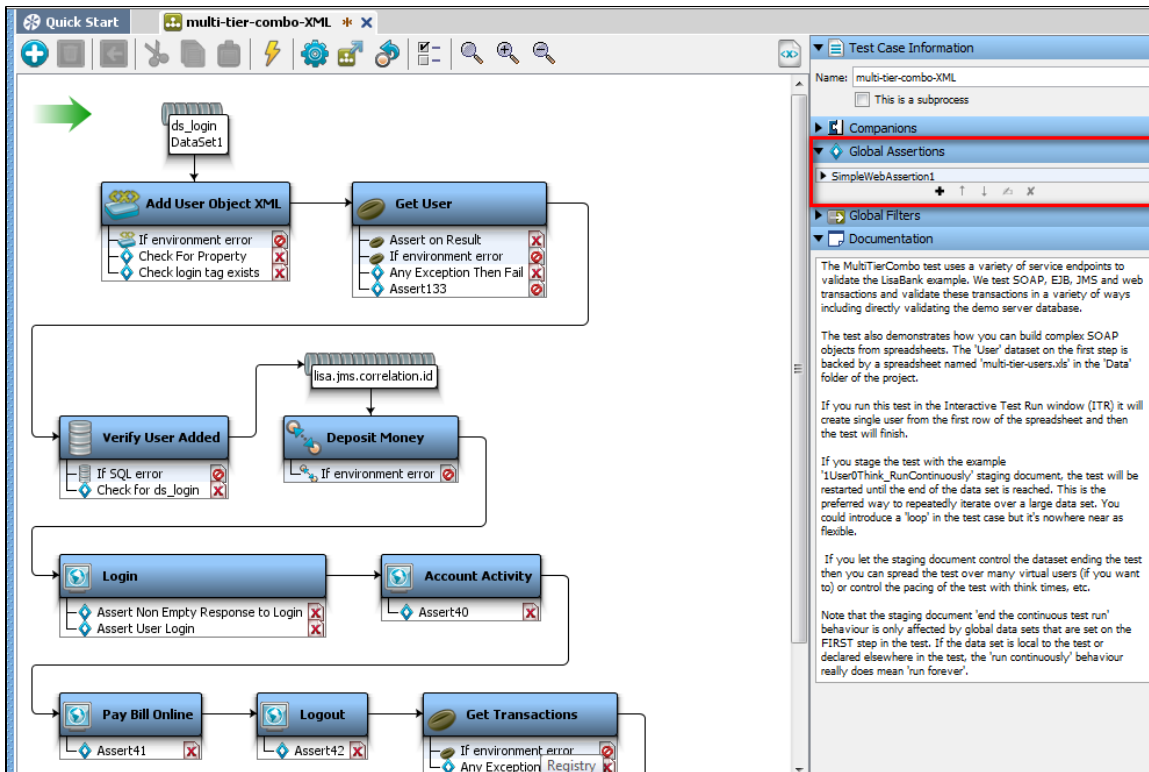 Quick Start
multi-tier-combo-XML
ds_login
DataSet1
Add User Object XML
If environment error
Check For Property
Check login tag exists
Get User
Assert on Result
If environment error
Any Exception Then Fail
Assert133
lisa.jms.correlation.id
Verify User Added
If SQL error
Check for ds_login
Deposit Money
If environment error
Login
Assert Non Empty Response to Login
Assert User Login
Account Activity
Assert40
Pay Bill Online
Assert41
Logout
Assert42
Get Transactions
If environment error
Any Exception
Registry
Test Case Information
Name: multi-tier-combo-XML
This is a subprocess
Companions
Global Assertions
SimpleWebAssertion1
Global Filters
Documentation
The MultiTierCombo test uses a variety of service endpoints to
validate the LisaBank example. We test SOAP, EJB, JMS and web
transactions and validate these transactions in a variety of ways
including directly validating the demo server database.
The test also demonstrates how you can build complex SOAP
objects from spreadsheets. The 'User' dataset on the first step is
backed by a spreadsheet named 'multi-tier-users.xls' in the 'Data'
folder of the project.
If you run this test in the Interactive Test Run window (ITR) it will
create single user from the first row of the spreadsheet and then
the test will finish.
If you stage the test with the example
'1User0Think_RunContinuously' staging document, the test will be
restarted until the end of the data set is reached. This is the
preferred way to repeatedly iterate over a large data set. You
could introduce a 'loop' in the test case but it's nowhere near as
flexible.
If you let the staging document control the dataset ending the test
then you can spread the test over many virtual users (if you want
to) or control the pacing of the test with think times, etc.
Note that the staging document 'end the continuous test run'
behaviour is only affected by global data sets that are set on the
FIRST step in the test. If the data set is local to the test or
declared elsewhere in the test, the 'run continuously' behaviour
really does mean 'run forever'.